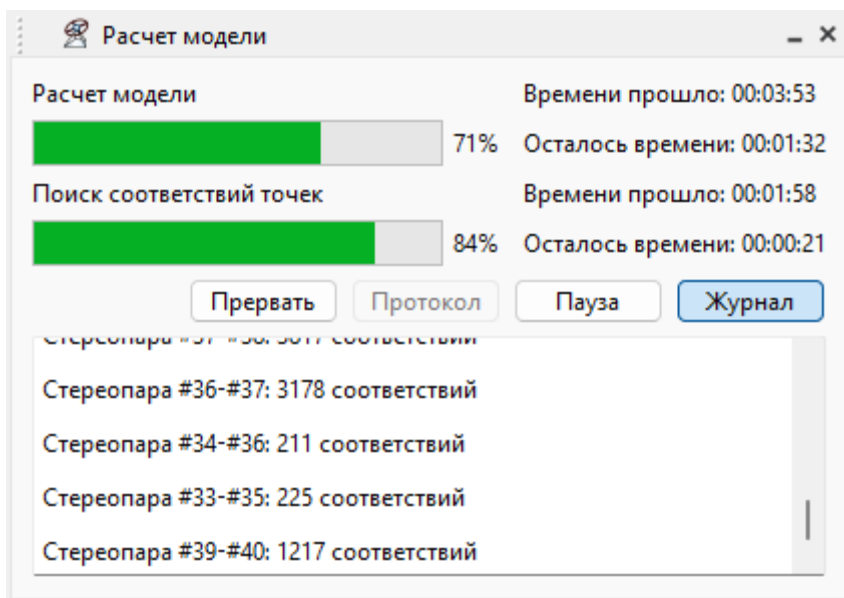 Расчет модели
Расчет модели
Времени прошло: 00:03:53
71% Осталось времени: 00:01:32
Поиск соответствий точек
Времени прошло: 00:01:58
84% Осталось времени: 00:00:21
Прервать Протокол Пауза Журнал
Стереопара #36-#37: 3178 соответствий
Стереопара #34-#36: 211 соответствий
Стереопара #33-#35: 225 соответствий
Стереопара #39-#40: 1217 соответствий